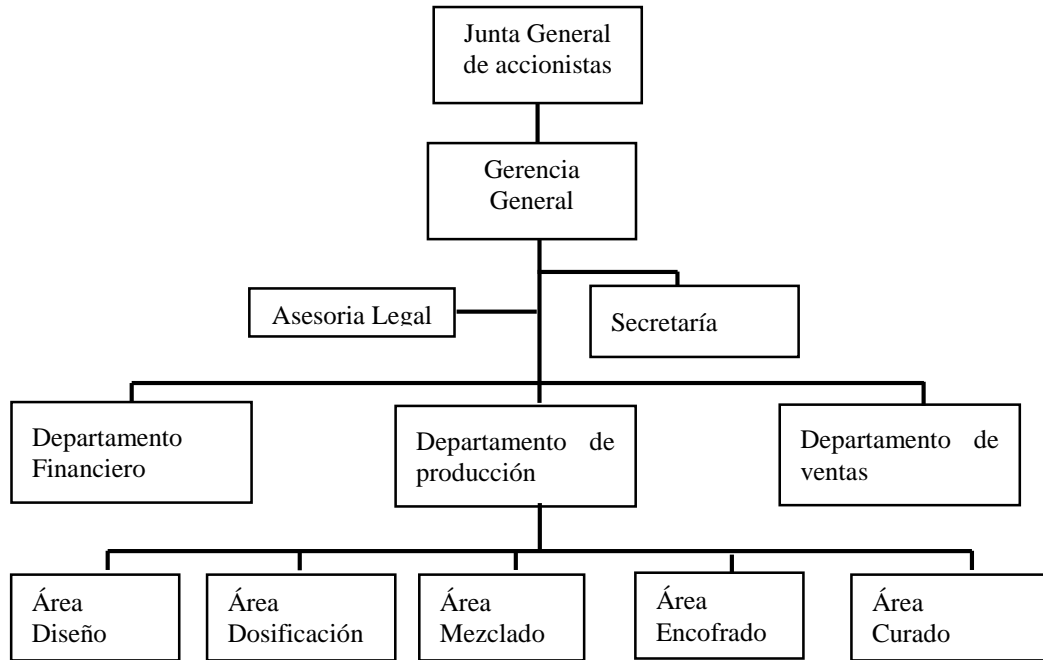 Junta General
de accionistas
Gerencia
General
Asesoria Legal
Secretaría
Departamento
Financiero
Departamento de
producción
Departamento de
ventas
Área
Diseño
Área
Dosificación
Área
Mezclado
Área
Encofrado
Área
Curado